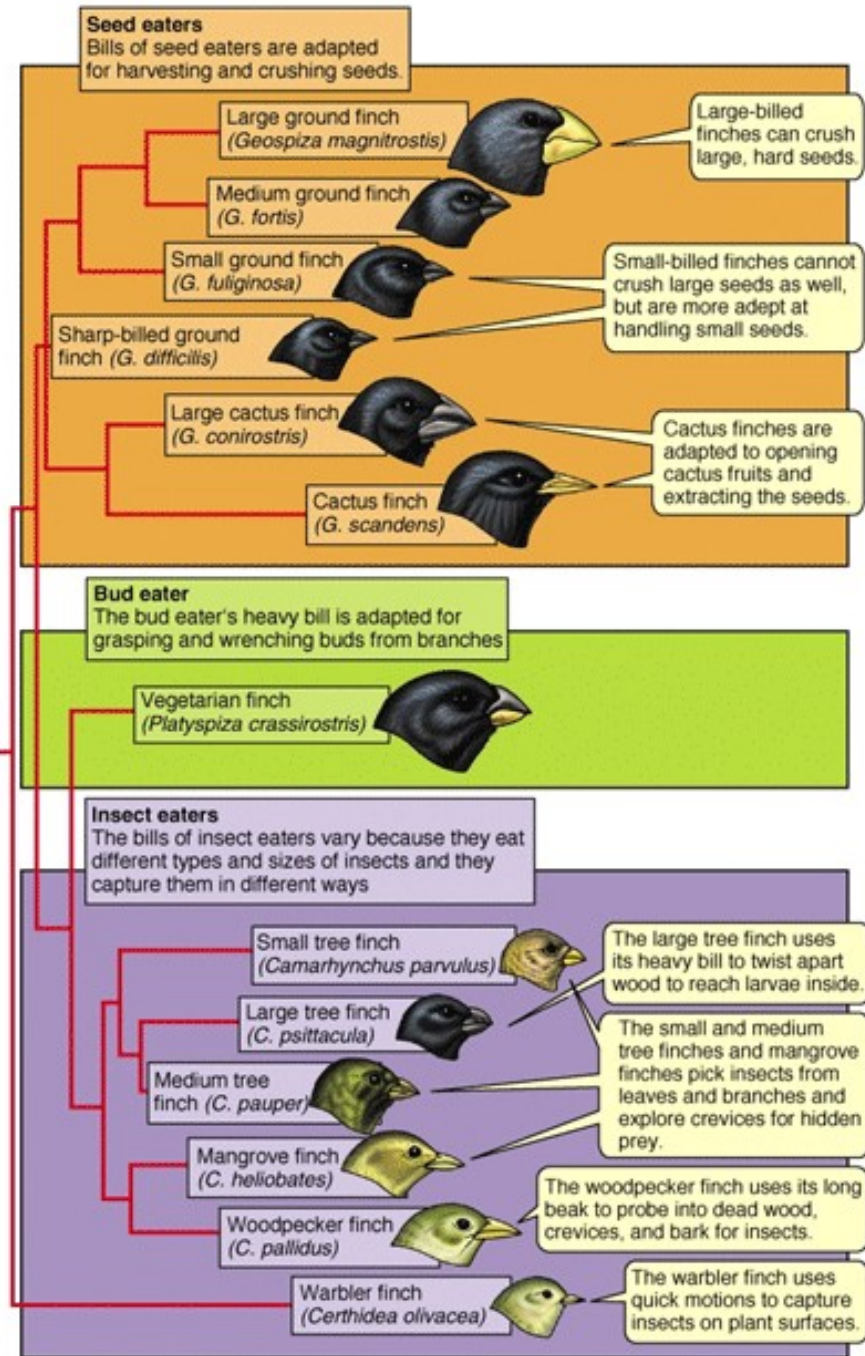 Seed eaters
Bills of seed eaters are adapted
for harvesting and crushing seeds.
Large ground finch
(Geospiza magnitrostis)
Large-billed
finches can crush
large, hard seeds.
Medium ground finch
(G. fortis)
Small ground finch
(G. fuliginosa)
Small-billed finches cannot
crush large seeds as well,
but are more adept at
handling small seeds.
Sharp-billed ground
finch (G. difficilis)
Large cactus finch
(G. conirostris)
Cactus finches are
adapted to opening
cactus fruits and
extracting the seeds.
Cactus finch
(G. scandens)
Bud eater
The bud eater's heavy bill is adapted for
grasping and wrenching buds from branches
Vegetarian finch
(Platyspiza crassirostris)
Insect eaters
The bills of insect eaters vary because they eat
different types and sizes of insects and they
capture them in different ways
Small tree finch
(Camarhynchus parvulus)
The large tree finch uses
its heavy bill to twist apart
wood to reach larvae inside.
Large tree finch
(C. psittacula)
The small and medium
tree finches and mangrove
finches pick insects from
leaves and branches and
explore crevices for hidden
prey.
Medium tree
finch (C. pauper)
Mangrove finch
(C. heliobates)
The woodpecker finch uses its long
beak to probe into dead wood,
crevices, and bark for insects.
Woodpecker finch
(C. pallidus)
Warbler finch
(Certhidea olivacea)
The warbler finch uses
quick motions to capture
insects on plant surfaces.